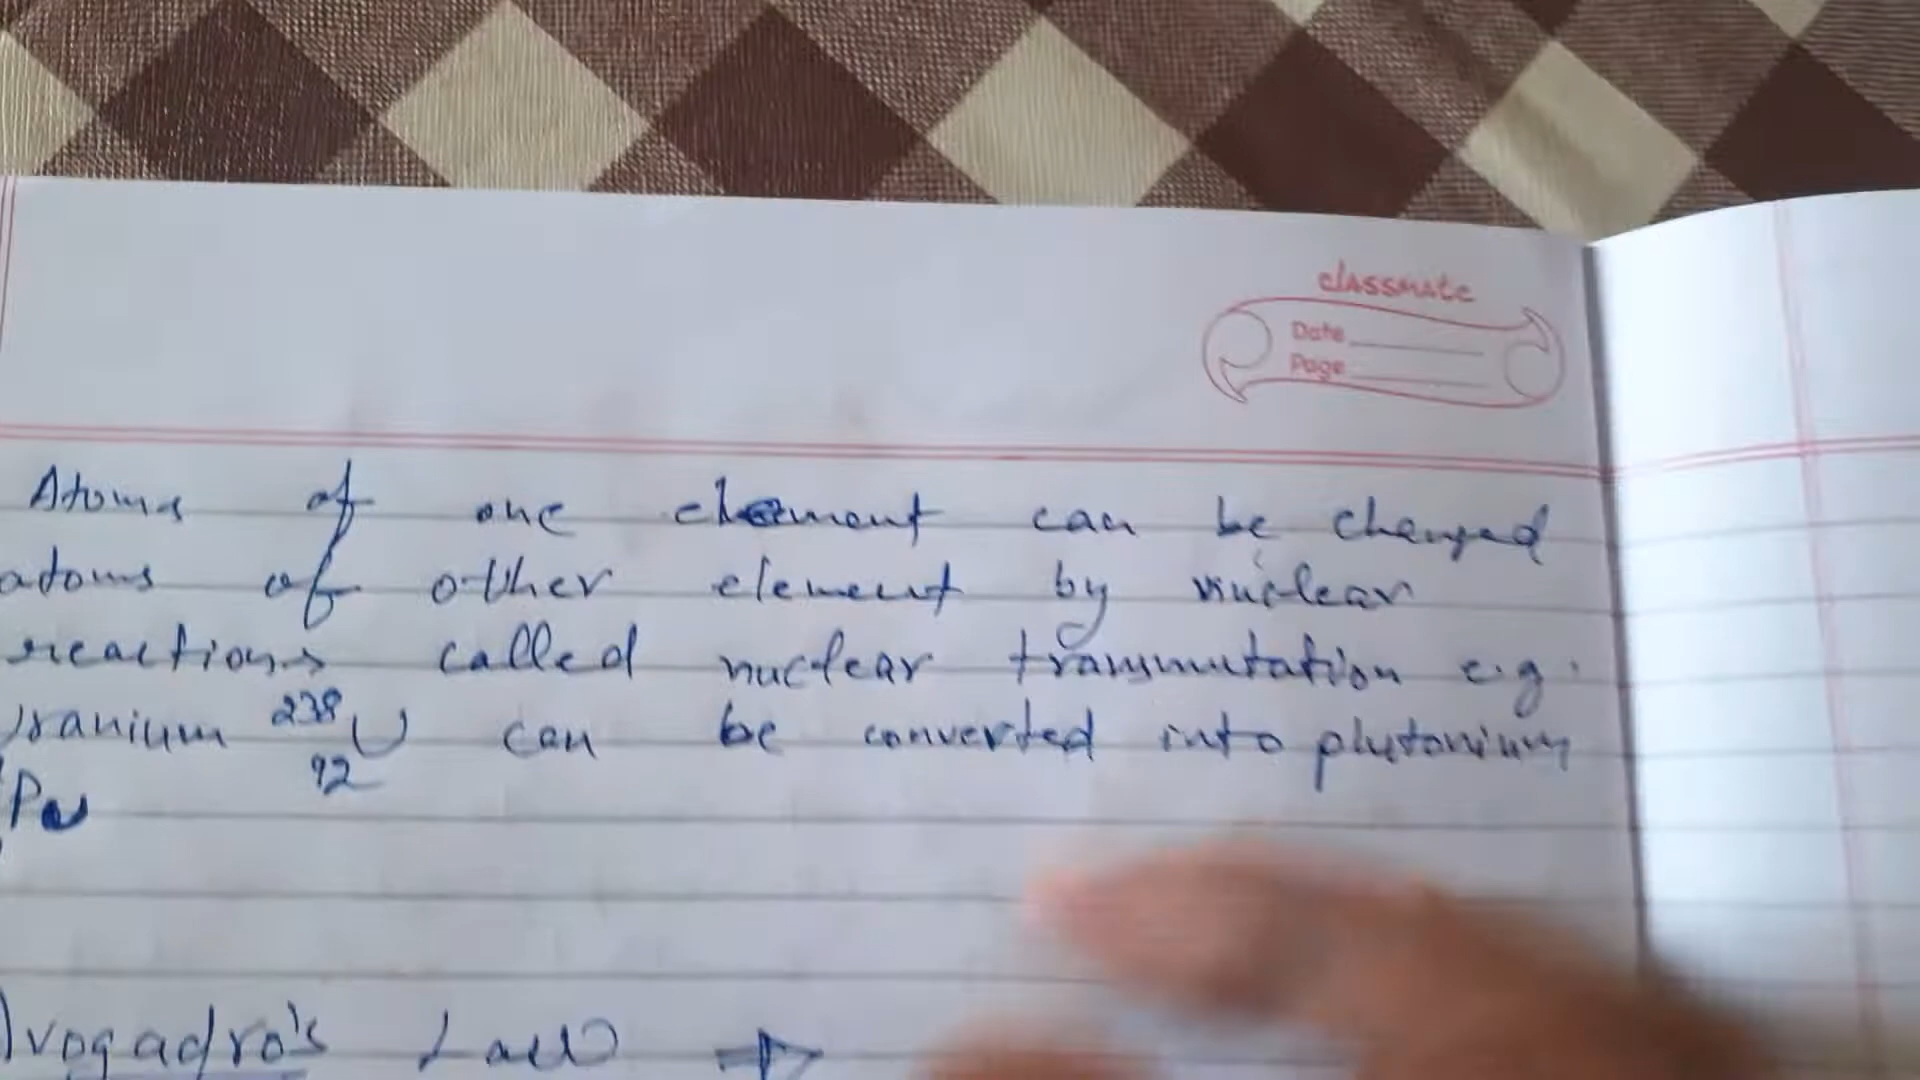 classmate
Date
Page
Atoms of one element can be changed
atoms of other element by nuclear
reactions called nuclear transmutation e.g.
Uranium 238 92 U can be converted into plutonium
Pu
Avogadro's Law ⇒